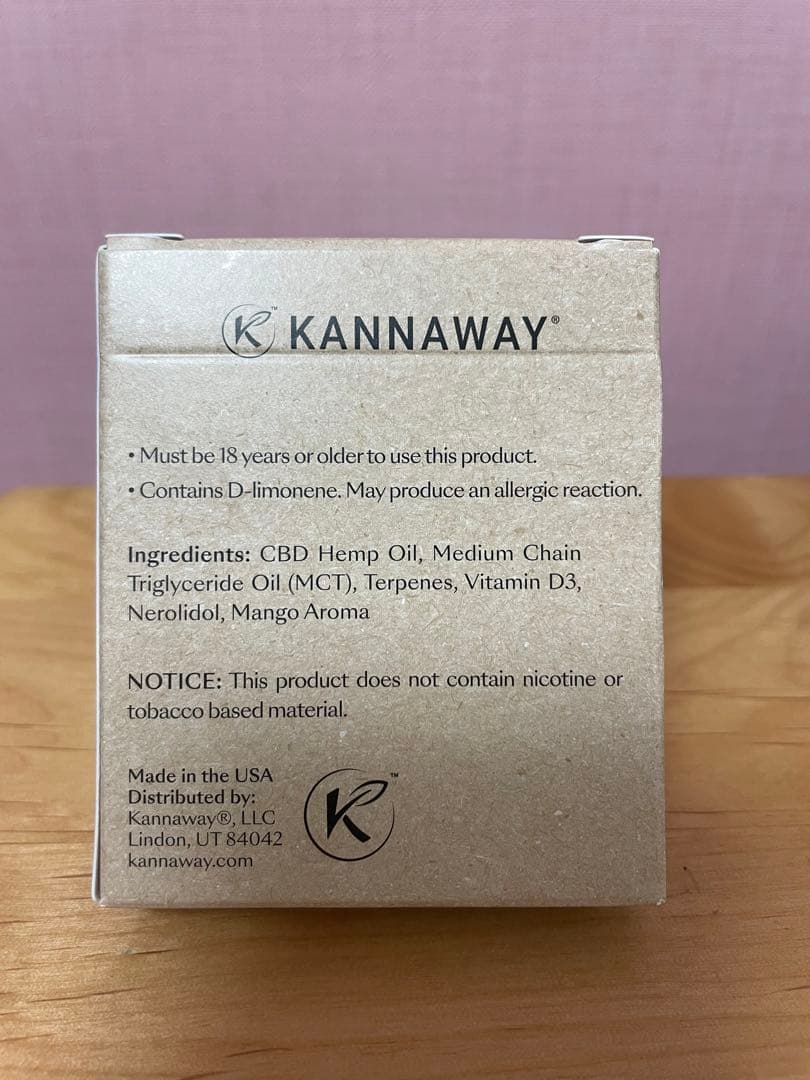 K™ KANNAWAY®
• Must be 18 years or older to use this product.
• Contains D-limonene. May produce an allergic reaction.
Ingredients: CBD Hemp Oil, Medium Chain
Triglyceride Oil (MCT), Terpenes, Vitamin D3,
Nerolidol, Mango Aroma
NOTICE: This product does not contain nicotine or
tobacco based material.
Made in the USA
Distributed by:
Kannaway®, LLC
Lindon, UT 84042
kannaway.com
K™